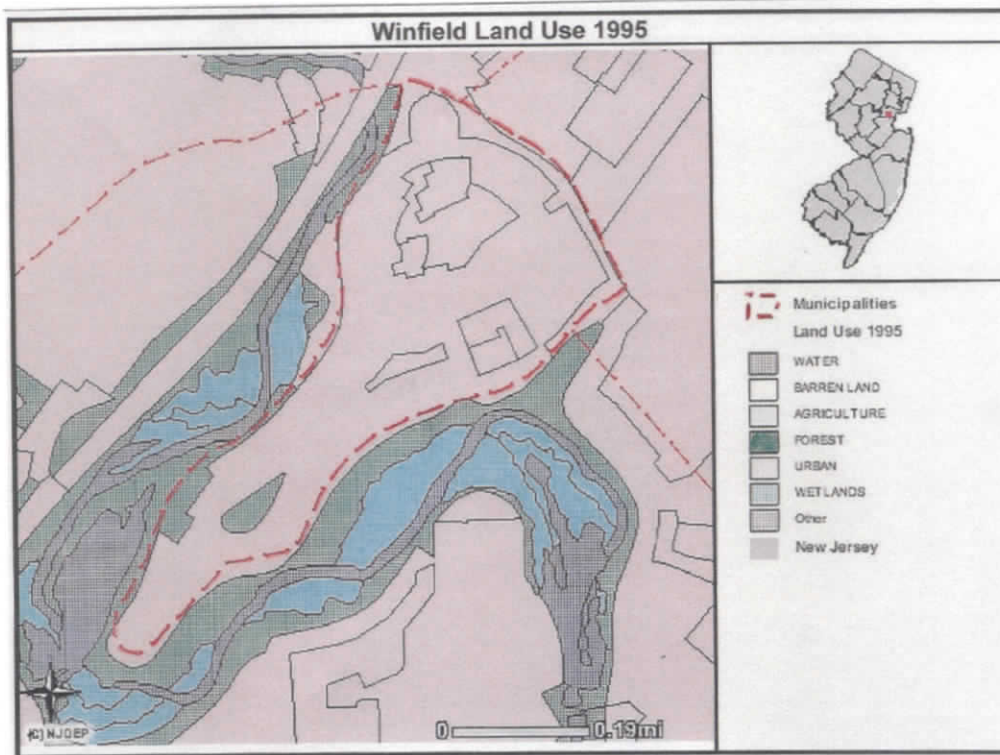 Winfield Land Use 1995
Municipalities
Land Use 1995
WATER
BARREN LAND
AGRICULTURE
FOREST
URBAN
WETLANDS
Other
New Jersey
(C) NJDEP
0 0.19mi